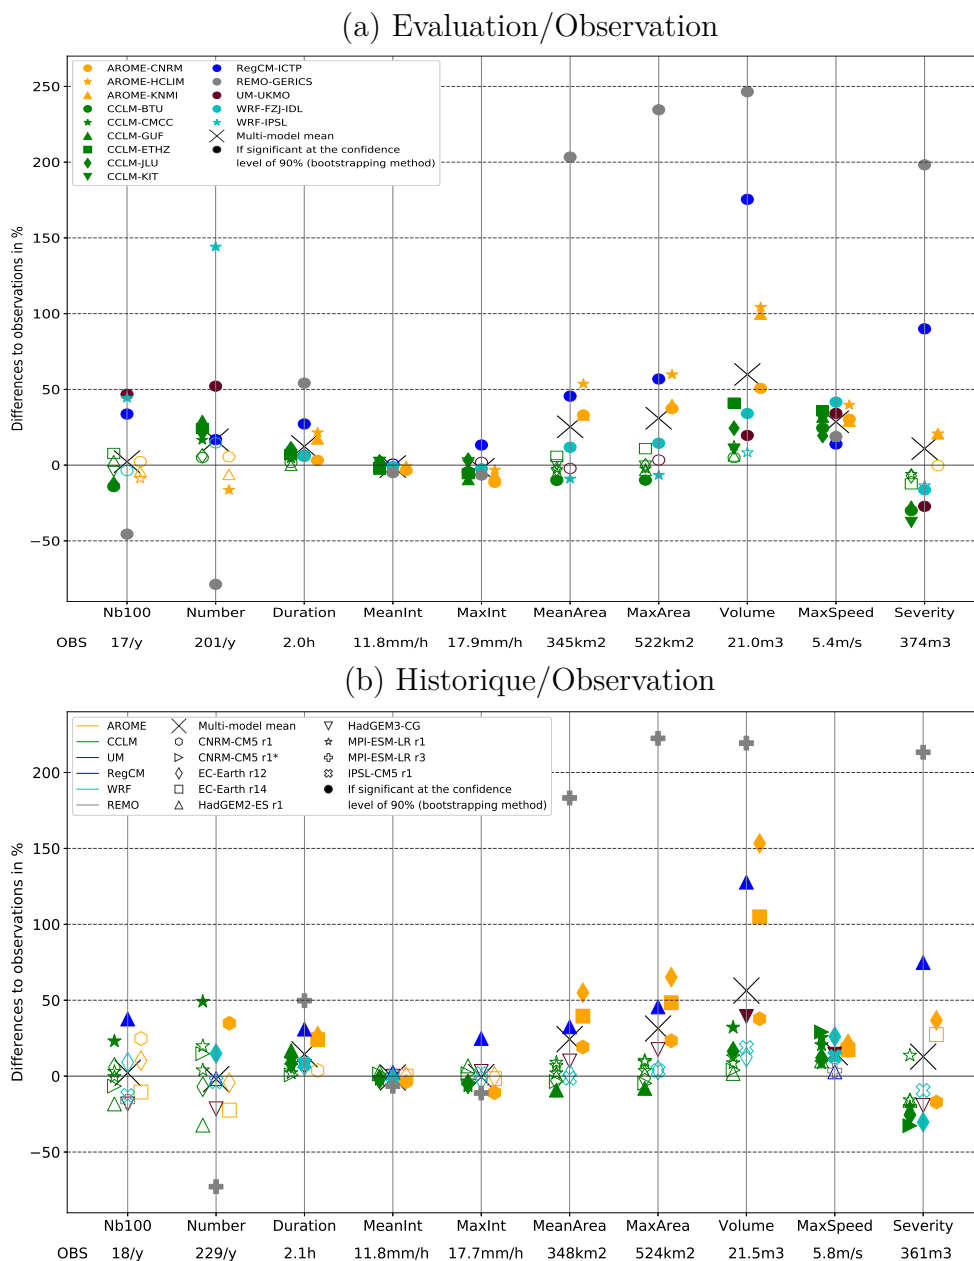 (a) Evaluation/Observation
Differences to observations in %
250
200
150
100
50
0
−50
AROME-CNRM
AROME-HCLIM
AROME-KNMI
CCLM-BTU
CCLM-CMCC
CCLM-GUF
CCLM-ETHZ
CCLM-JLU
CCLM-KIT
RegCM-ICTP
REMO-GERICS
UM-UKMO
WRF-FZJ-IDL
WRF-IPSL
Multi-model mean
If significant at the confidence
level of 90% (bootstrapping method)
Nb100 Number Duration MeanInt MaxInt MeanArea MaxArea Volume MaxSpeed Severity
OBS 17/y 201/y 2.0h 11.8mm/h 17.9mm/h 345km2 522km2 21.0m3 5.4m/s 374m3
(b) Historique/Observation
Differences to observations in %
200
150
100
50
0
−50
AROME
CCLM
UM
RegCM
WRF
REMO
Multi-model mean
CNRM-CM5 r1
CNRM-CM5 r1*
EC-Earth r12
EC-Earth r14
HadGEM2-ES r1
HadGEM3-CG
MPI-ESM-LR r1
MPI-ESM-LR r3
IPSL-CM5 r1
If significant at the confidence
level of 90% (bootstrapping method)
Nb100 Number Duration MeanInt MaxInt MeanArea MaxArea Volume MaxSpeed Severity
OBS 18/y 229/y 2.1h 11.8mm/h 17.7mm/h 348km2 524km2 21.5m3 5.8m/s 361m3